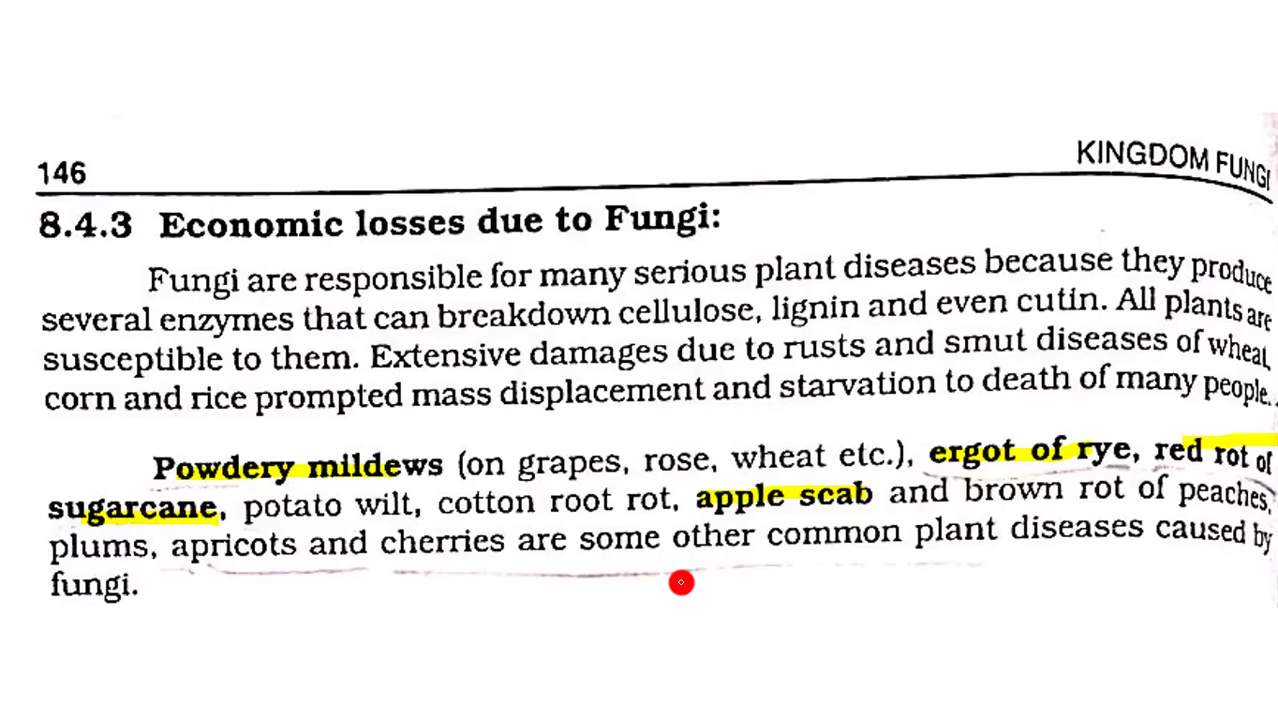 146
KINGDOM FUNGI
8.4.3 Economic losses due to Fungi:
Fungi are responsible for many serious plant diseases because they produce
several enzymes that can breakdown cellulose, lignin and even cutin. All plants are
susceptible to them. Extensive damages due to rusts and smut diseases of wheat,
corn and rice prompted mass displacement and starvation to death of many people.
Powdery mildews (on grapes, rose, wheat etc.), ergot of rye, red rot of
sugarcane, potato wilt, cotton root rot, apple scab and brown rot of peaches,
plums, apricots and cherries are some other common plant diseases caused by
fungi.